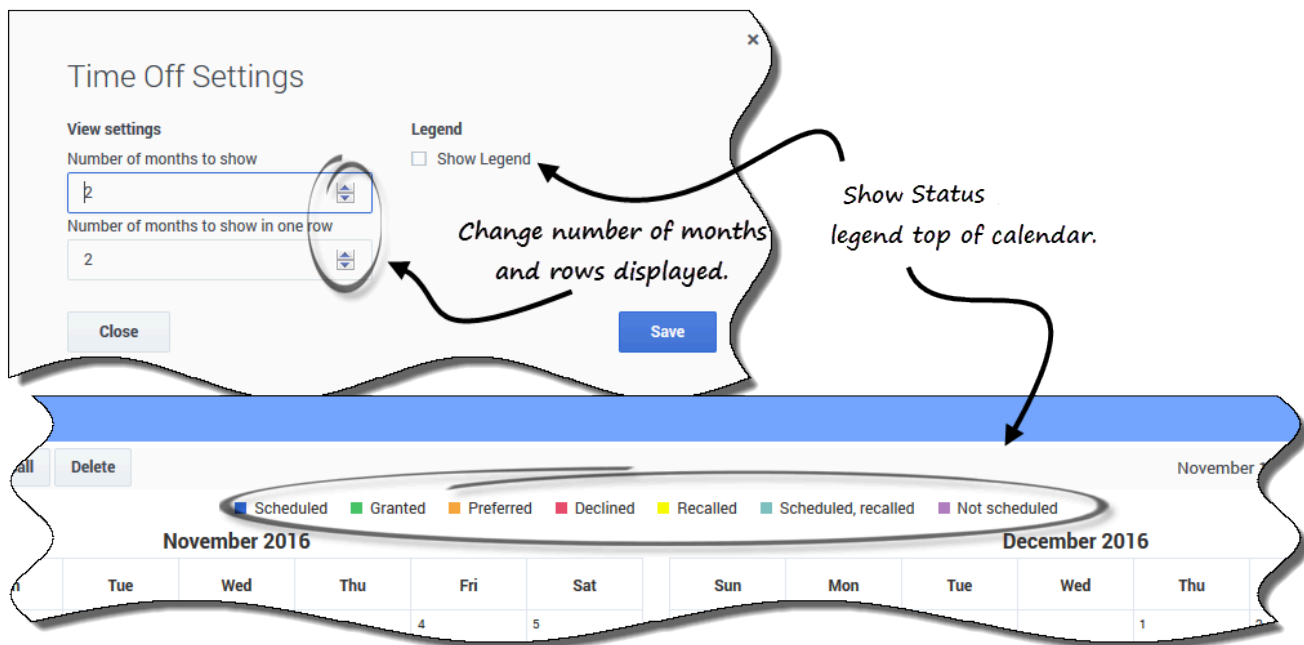 ×
Time Off Settings
View settings
Legend
Number of months to show
Show Legend
2
Number of months to show in one row
2
Change number of months
and rows displayed.
Show Status
legend top of calendar.
Close
Save
all
Delete
November
Scheduled
Granted
Preferred
Declined
Recalled
Scheduled, recalled
Not scheduled
November 2016
December 2016
Tue
Wed
Thu
Fri
Sat
Sun
Mon
Tue
Wed
Thu
4
5
1